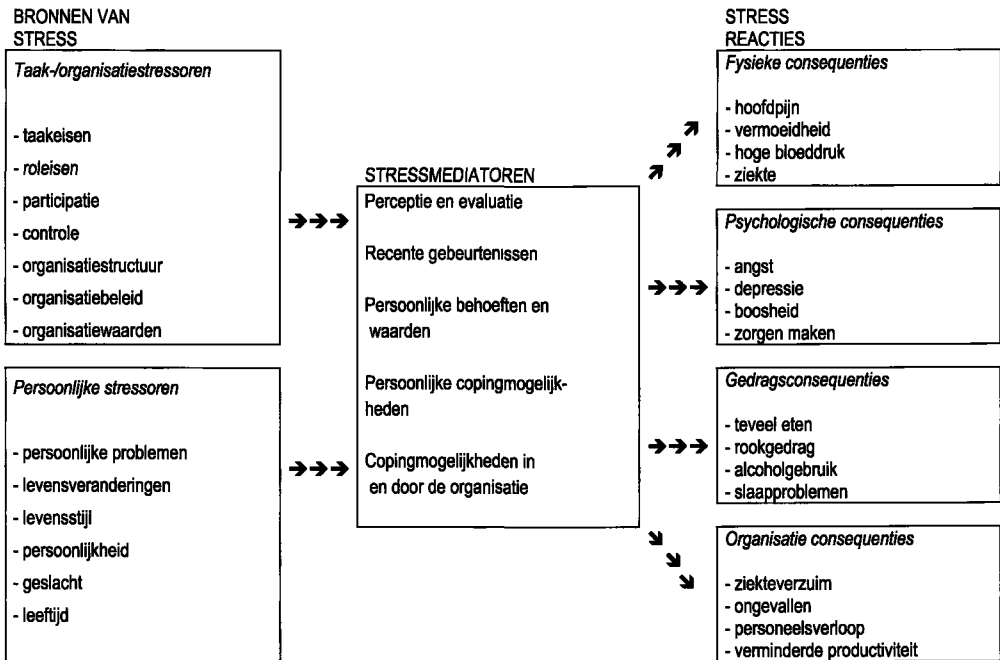 BRONNEN VAN
STRESS
Taak-/organisatiestressoren
- taakeisen
- roleisen
- participatie
- controle
- organisatiestructuur
- organisatiebeleid
- organisatiewaarden
Persoonlijke stressoren
- persoonlijke problemen
- levensveranderingen
- levensstijl
- persoonlijkheid
- geslacht
- leeftijd
STRESSMEDIATOREN
Perceptie en evaluatie
Recente gebeurtenissen
Persoonlijke behoeften en
waarden
Persoonlijke copingmogelijk-
heden
Copingmogelijkheden in
en door de organisatie
STRESS
REACTIES
Fysieke consequenties
- hoofdpijn
- vermoeidheid
- hoge bloeddruk
- ziekte
Psychologische consequenties
- angst
- depressie
- boosheid
- zorgen maken
Gedragsconsequenties
- teveel eten
- rookgedrag
- alcoholgebruik
- slaapproblemen
Organisatie consequenties
- ziekteverzuim
- ongevallen
- personeelsverloop
- verminderde productiviteit